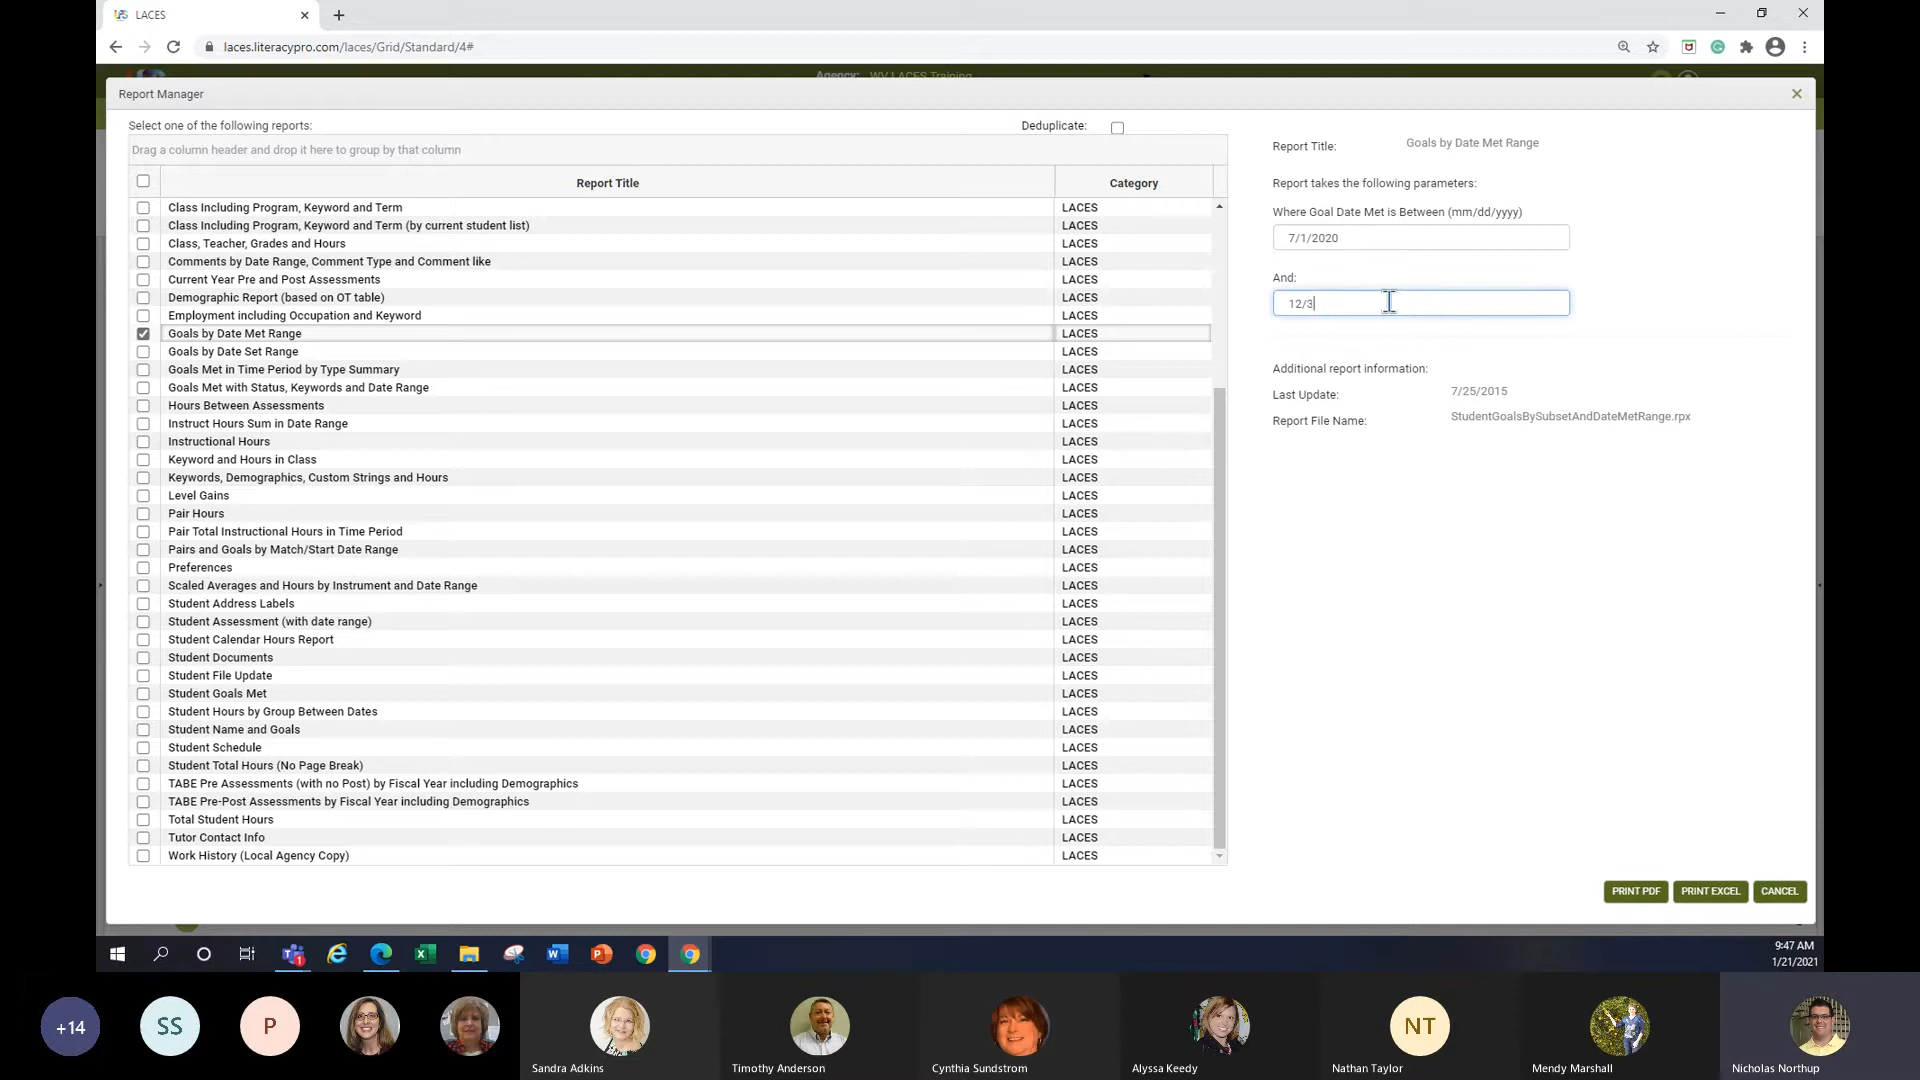 LACES
laces.literacypro.com/laces/Grid/Standard/4#
Agency: WV LACES Training
Report Manager
Select one of the following reports:
Deduplicate:
Drag a column header and drop it here to group by that column
Report Title Category
Class Including Program, Keyword and Term LACES
Class Including Program, Keyword and Term (by current student list) LACES
Class, Teacher, Grades and Hours LACES
Comments by Date Range, Comment Type and Comment like LACES
Current Year Pre and Post Assessments LACES
Demographic Report (based on OT table) LACES
Employment including Occupation and Keyword LACES
Goals by Date Met Range LACES
Goals by Date Set Range LACES
Goals Met in Time Period by Type Summary LACES
Goals Met with Status, Keywords and Date Range LACES
Hours Between Assessments LACES
Instruct Hours Sum in Date Range LACES
Instructional Hours LACES
Keyword and Hours in Class LACES
Keywords, Demographics, Custom Strings and Hours LACES
Level Gains LACES
Pair Hours LACES
Pair Total Instructional Hours in Time Period LACES
Pairs and Goals by Match/Start Date Range LACES
Preferences LACES
Scaled Averages and Hours by Instrument and Date Range LACES
Student Address Labels LACES
Student Assessment (with date range) LACES
Student Calendar Hours Report LACES
Student Documents LACES
Student File Update LACES
Student Goals Met LACES
Student Hours by Group Between Dates LACES
Student Name and Goals LACES
Student Schedule LACES
Student Total Hours (No Page Break) LACES
TABE Pre Assessments (with no Post) by Fiscal Year including Demographics LACES
TABE Pre-Post Assessments by Fiscal Year including Demographics LACES
Total Student Hours LACES
Tutor Contact Info LACES
Work History (Local Agency Copy) LACES
Report Title: Goals by Date Met Range
Report takes the following parameters:
Where Goal Date Met is Between (mm/dd/yyyy)
7/1/2020
And:
12/3
Additional report information:
Last Update: 7/25/2015
Report File Name: StudentGoalsBySubsetAndDateMetRange.rpx
PRINT PDF PRINT EXCEL CANCEL
9:47 AM
1/21/2021
+14
SS
P
NT
Sandra Adkins
Timothy Anderson
Cynthia Sundstrom
Alyssa Keedy
Nathan Taylor
Mendy Marshall
Nicholas Northup